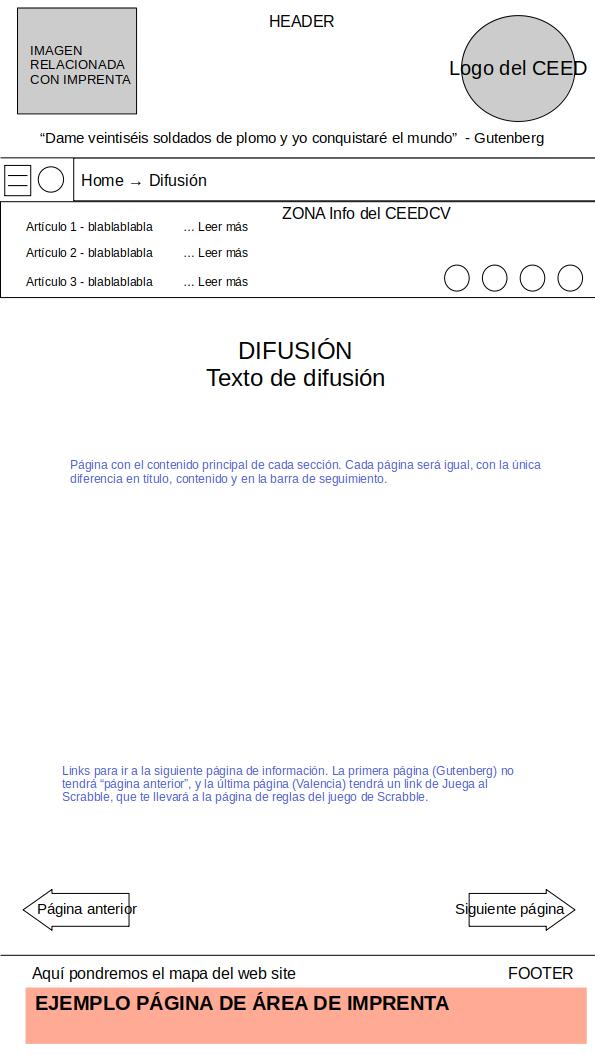 HEADER
IMAGEN
RELACIONADA
CON IMPRENTA
Logo del CEED
“Dame veintiséis soldados de plomo y yo conquistaré el mundo”  - Gutenberg
Home → Difusión
ZONA Info del CEEDCV
Artículo 1 - blablablabla ... Leer más
Artículo 2 - blablablabla ... Leer más
Artículo 3 - blablablabla ... Leer más
DIFUSIÓN
Texto de difusión
Página con el contenido principal de cada sección. Cada página será igual, con la única
diferencia en título, contenido y en la barra de seguimiento.
Links para ir a la siguiente página de información. La primera página (Gutenberg) no
tendrá “página anterior”, y la última página (Valencia) tendrá un link de Juega al
Scrabble, que te llevará a la página de reglas del juego de Scrabble.
Página anterior
Siguiente página
Aquí pondremos el mapa del web site
FOOTER
EJEMPLO PÁGINA DE ÁREA DE IMPRENTA